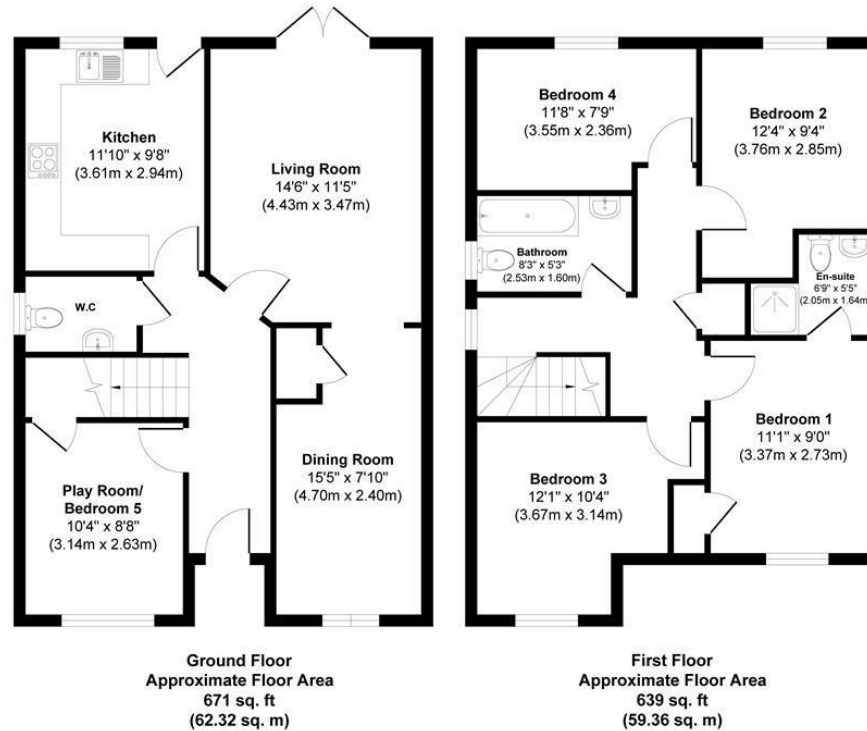 Kitchen
11'10" x 9'8"
(3.61m x 2.94m)
Living Room
14'6" x 11'5"
(4.43m x 3.47m)
W.C
Play Room/
Bedroom 5
10'4" x 8'8"
(3.14m x 2.63m)
Dining Room
15'5" x 7'10"
(4.70m x 2.40m)
Ground Floor
Approximate Floor Area
671 sq. ft
(62.32 sq. m)
Bedroom 4
11'8" x 7'9"
(3.55m x 2.36m)
Bedroom 2
12'4" x 9'4"
(3.76m x 2.85m)
Bathroom
8'3" x 5'3"
(2.53m x 1.60m)
En-suite
6'9" x 5'5"
(2.05m x 1.64m)
Bedroom 1
11'1" x 9'0"
(3.37m x 2.73m)
Bedroom 3
12'1" x 10'4"
(3.67m x 3.14m)
First Floor
Approximate Floor Area
639 sq. ft
(59.36 sq. m)